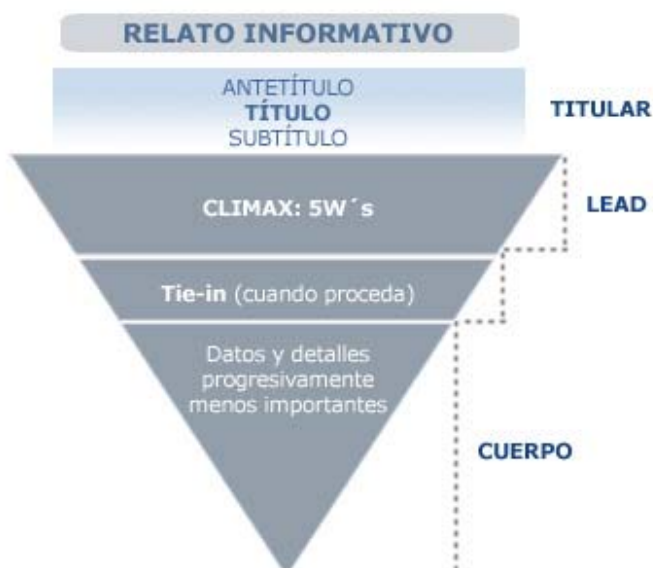 RELATO INFORMATIVO
ANTETÍTULO
TÍTULO
SUBTÍTULO
TITULAR
CLIMAX: 5W´s
LEAD
Tie-in (cuando proceda)
Datos y detalles
progresivamente
menos importantes
CUERPO